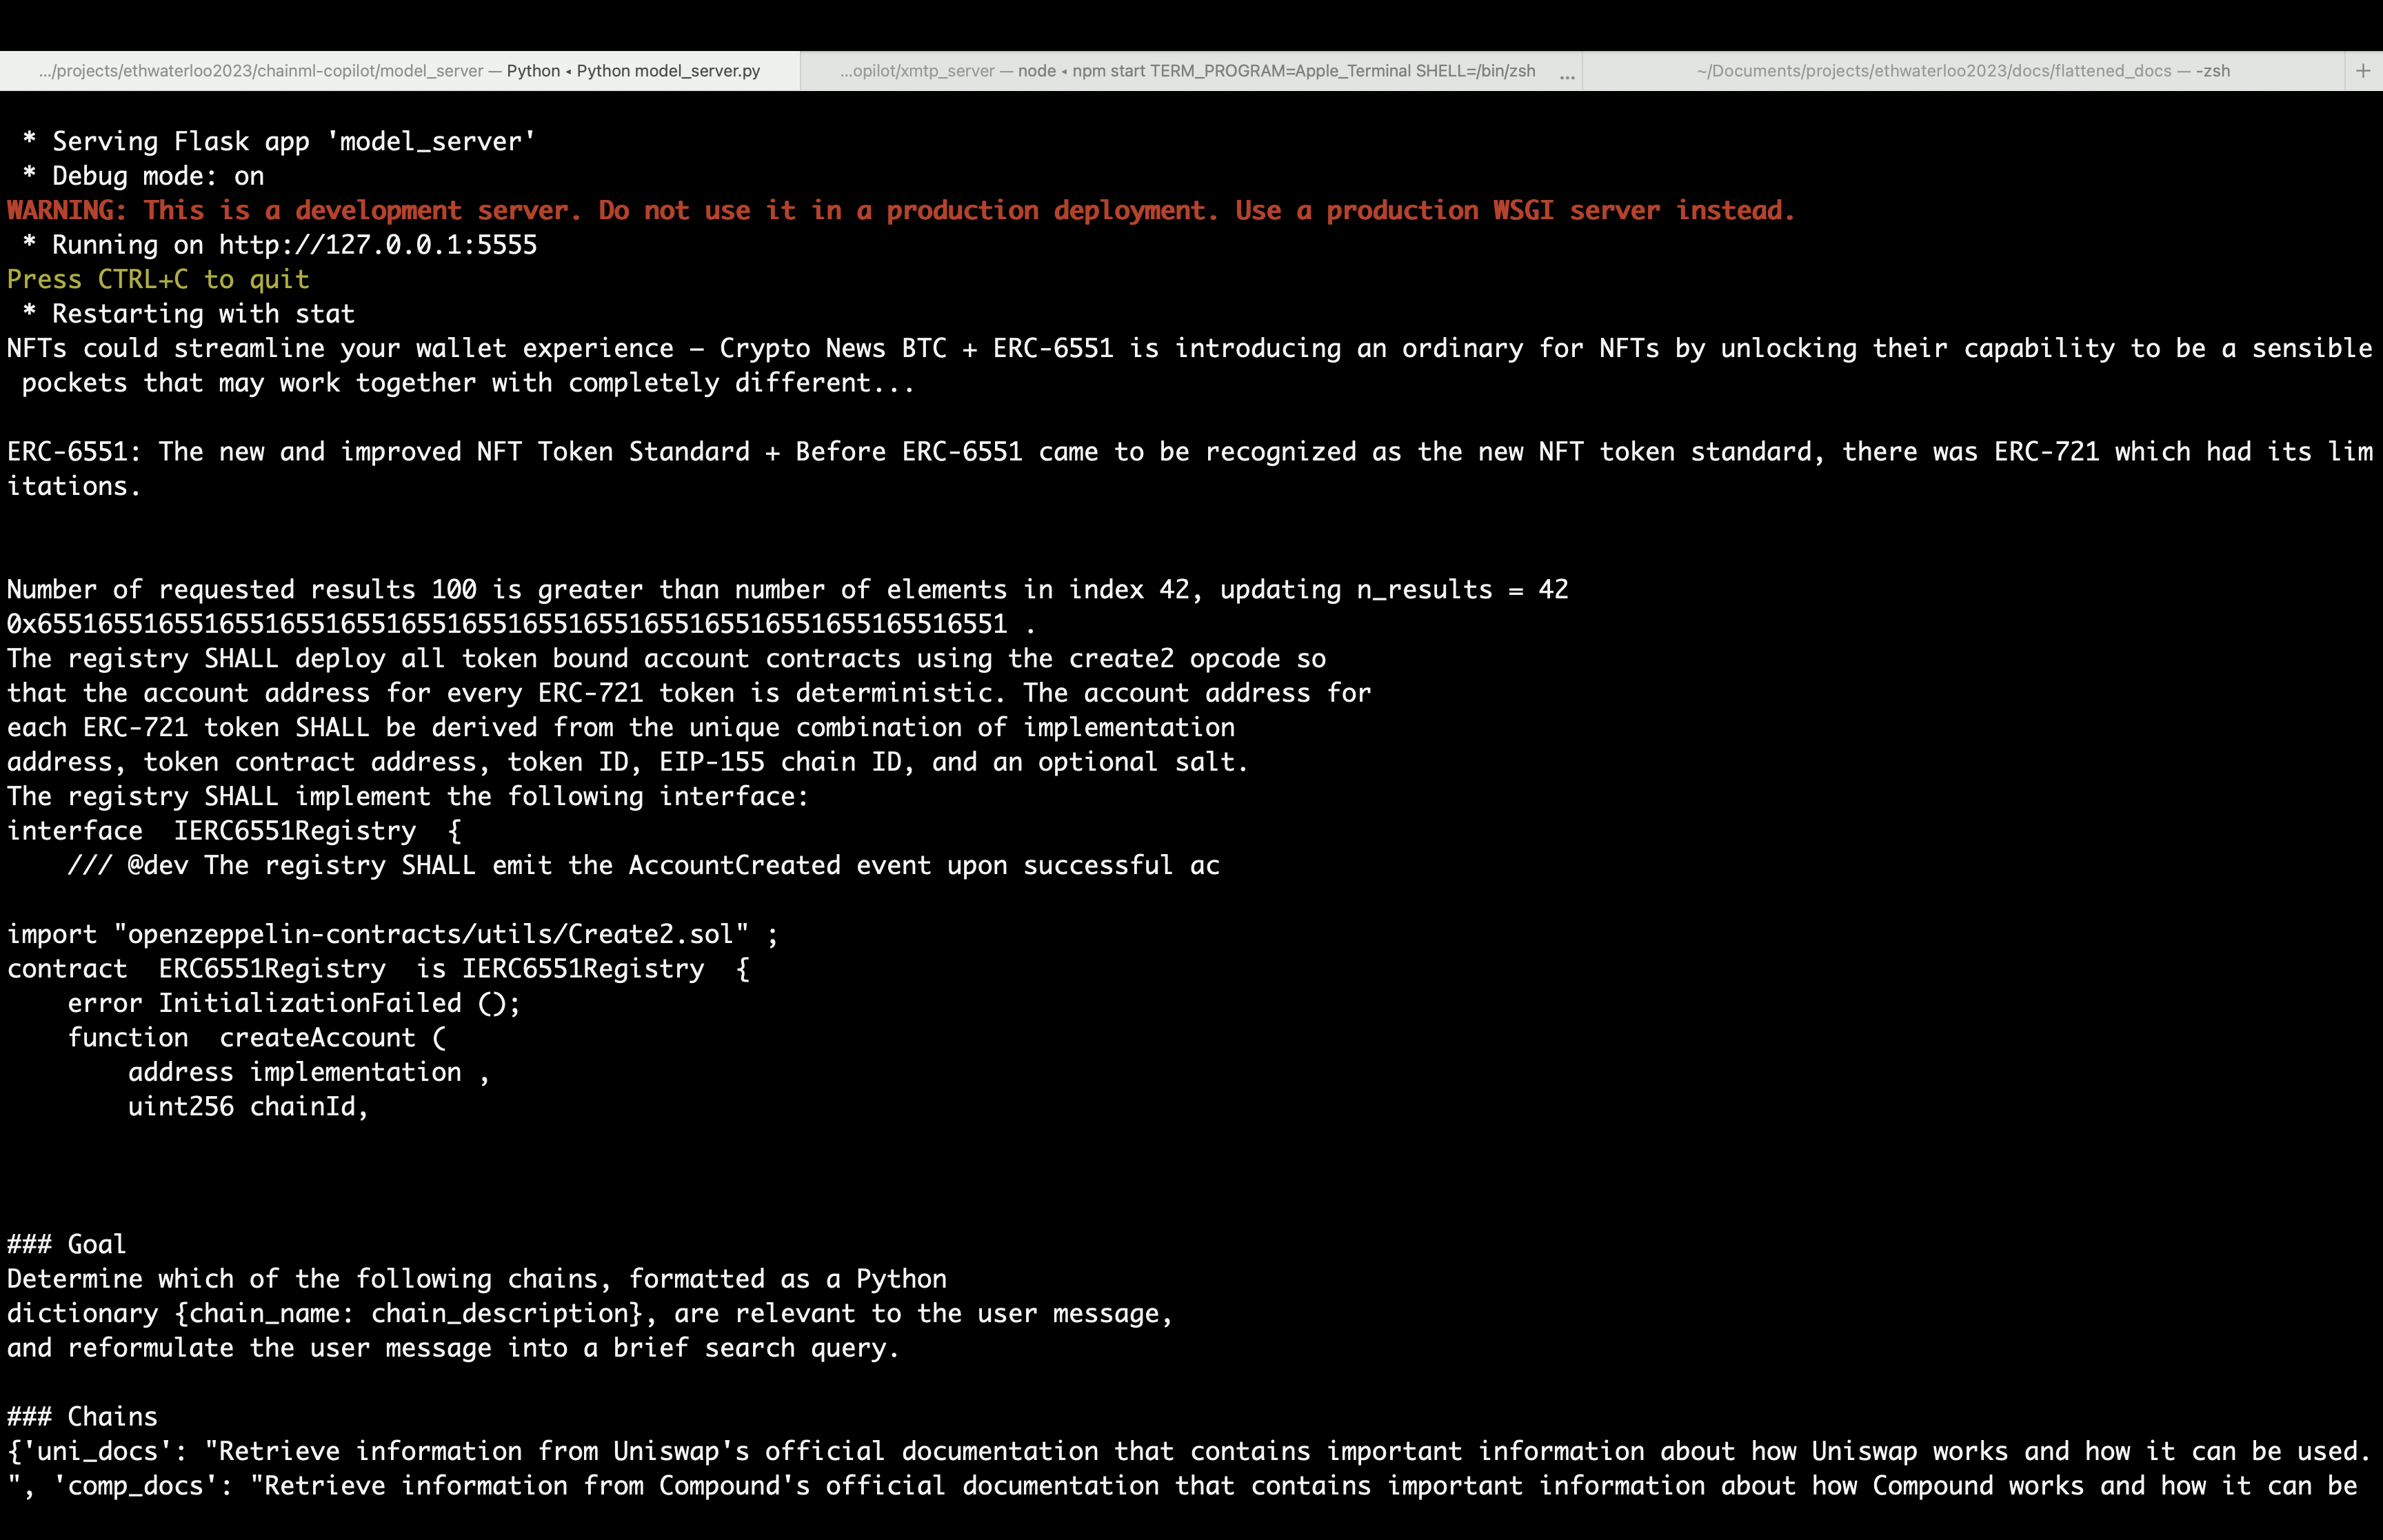 .../projects/ethwaterloo2023/chainml-copilot/model_server — Python ◂ Python model_server.py
...opilot/xmtp_server — node ◂ npm start TERM_PROGRAM=Apple_Terminal SHELL=/bin/zsh ...
~/Documents/projects/ethwaterloo2023/docs/flattened_docs — -zsh
+
 * Serving Flask app 'model_server'
 * Debug mode: on
WARNING: This is a development server. Do not use it in a production deployment. Use a production WSGI server instead.
 * Running on http://127.0.0.1:5555
Press CTRL+C to quit
 * Restarting with stat
NFTs could streamline your wallet experience – Crypto News BTC + ERC-6551 is introducing an ordinary for NFTs by unlocking their capability to be a sensible
 pockets that may work together with completely different...
ERC-6551: The new and improved NFT Token Standard + Before ERC-6551 came to be recognized as the new NFT token standard, there was ERC-721 which had its lim
itations.
Number of requested results 100 is greater than number of elements in index 42, updating n_results = 42
0x655165516551655165516551655165516551655165516551655165516551655165516551 .
The registry SHALL deploy all token bound account contracts using the create2 opcode so
that the account address for every ERC-721 token is deterministic. The account address for
each ERC-721 token SHALL be derived from the unique combination of implementation
address, token contract address, token ID, EIP-155 chain ID, and an optional salt.
The registry SHALL implement the following interface:
interface  IERC6551Registry  {
    /// @dev The registry SHALL emit the AccountCreated event upon successful ac
import "openzeppelin-contracts/utils/Create2.sol" ;
contract  ERC6551Registry  is IERC6551Registry  {
    error InitializationFailed ();
    function  createAccount (
        address implementation ,
        uint256 chainId,
### Goal
Determine which of the following chains, formatted as a Python
dictionary {chain_name: chain_description}, are relevant to the user message,
and reformulate the user message into a brief search query.
### Chains
{'uni_docs': "Retrieve information from Uniswap's official documentation that contains important information about how Uniswap works and how it can be used.
", 'comp_docs': "Retrieve information from Compound's official documentation that contains important information about how Compound works and how it can be